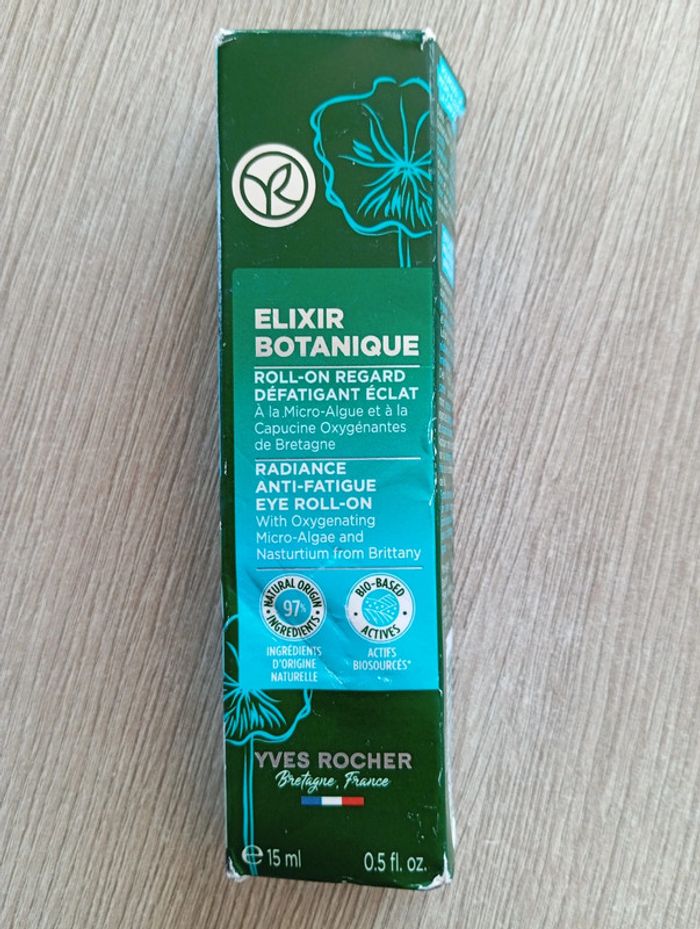 YR
ELIXIR
BOTANIQUE
ROLL-ON REGARD
DÉFATIGANT ÉCLAT
À la Micro-Algue et à la
Capucine Oxygénantes
de Bretagne
RADIANCE
ANTI-FATIGUE
EYE ROLL-ON
With Oxygenating
Micro-Algae and
Nasturtium from Brittany
NATURAL ORIGIN
97%
INGREDIENTS
INGRÉDIENTS
D'ORIGINE
NATURELLE
BIO-BASED
ACTIVES
ACTIFS
BIOSOURCÉS*
YVES ROCHER
Bretagne, France
℮ 15 ml 0.5 fl. oz.